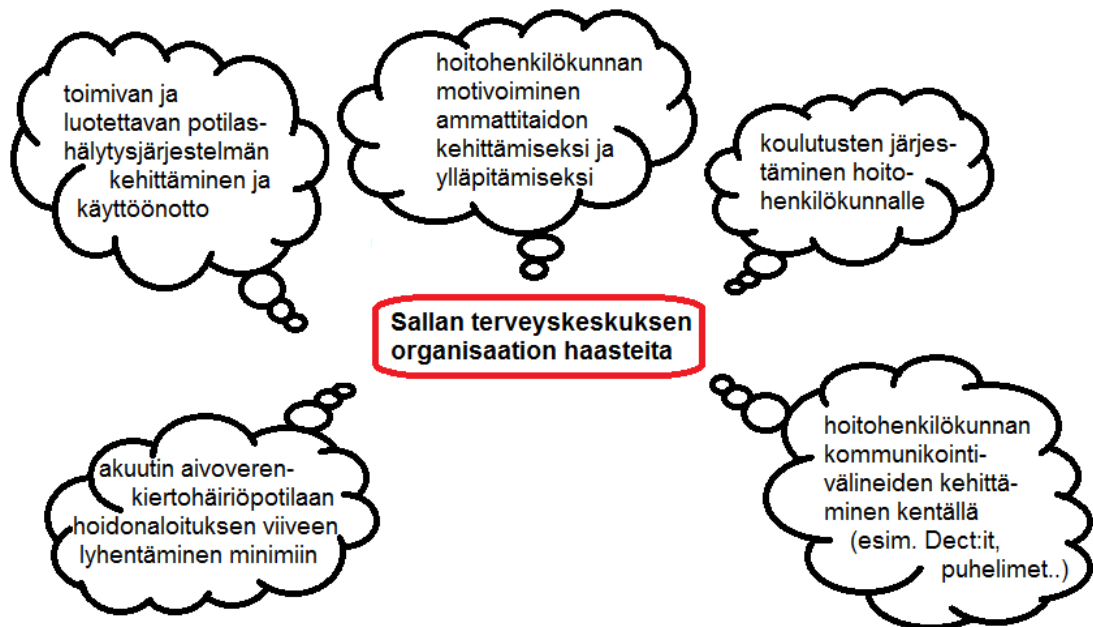 toimivan ja
luotettavan potilas-
hälytysjärjestelmän
kehittäminen ja
käyttöönotto
hoitohenkilökunnan
motivoiminen
ammattitaidon
kehittämiseksi ja
ylläpitämiseksi
koulutusten järjes-
täminen hoito-
henkilökunnalle
Sallan terveyskeskuksen
organisaation haasteita
akuutin aivoveren-
kiertohäiriöpotilaan
hoidonaloituksen viiveen
lyhentäminen minimiin
hoitohenkilökunnan
kommunikointi-
välineiden kehittä-
minen kentällä
(esim. Dect:it,
puhelimet..)